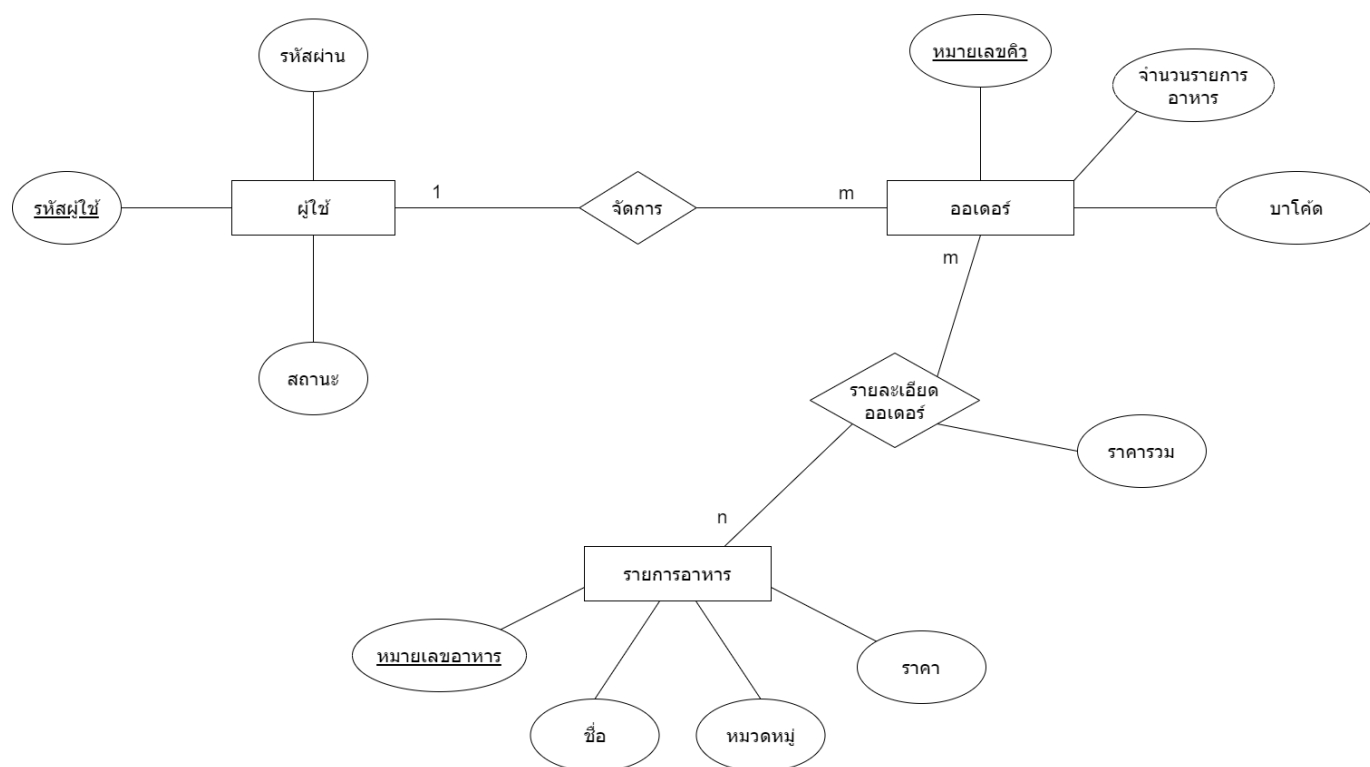 รหัสผ่าน
หมายเลขคิว
จำนวนรายการ
อาหาร
รหัสผู้ใช้
ผู้ใช้
1
จัดการ
m
ออเดอร์
บาโค้ด
m
สถานะ
รายละเอียด
ออเดอร์
ราคารวม
n
รายการอาหาร
หมายเลขอาหาร
ราคา
ชื่อ
หมวดหมู่